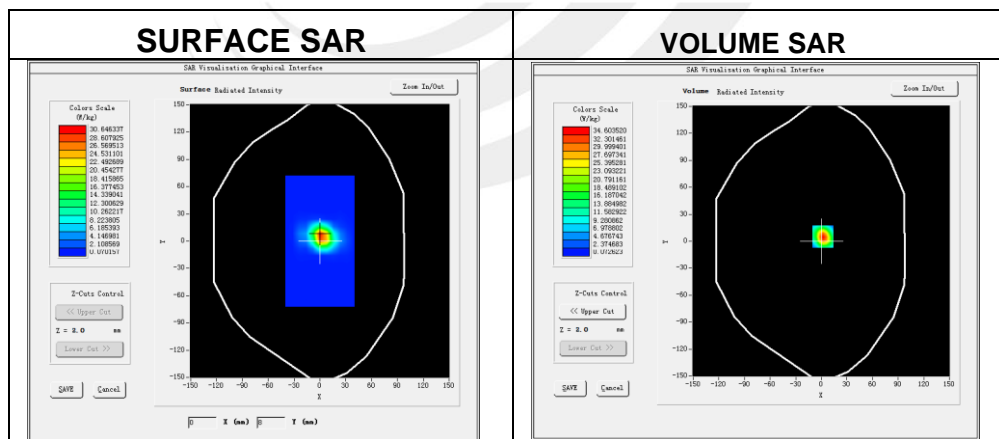 SURFACE SAR
SAR Visualisation Graphical Interface
Surface Radiated Intensity
Zoom In/Out
Colors Scale
(W/kg)
30.646337
28.607925
26.569513
24.531101
22.492689
20.454277
18.415865
16.377453
14.339041
12.300629
10.262217
8.223805
6.185393
4.146981
2.108569
0.070157
Z-Cuts Control
<< Upper Cut
Z = 2.0 mm
Lower Cut >>
SAVE Cancel
150
120
90
60
30
0
-30
-60
-90
-120
-150
Y
-150 -120 -90 -60 -30 0 30 60 90 120 150
X
0 X (mm) 0 Y (mm)
VOLUME SAR
SAR Visualisation Graphical Interface
Volume Radiated Intensity
Zoom In/Out
Colors Scale
(W/kg)
34.603520
32.301461
29.999401
27.697341
25.395281
23.093221
20.791161
18.489102
16.187042
13.884982
11.582922
9.280862
6.978802
4.676743
2.374683
0.072623
Z-Cuts Control
<< Upper Cut
Z = 2.0 mm
Lower Cut >>
SAVE Cancel
150
120
90
60
30
0
-30
-60
-90
-120
-150
Y
-150 -120 -90 -60 -30 0 30 60 90 120 150
X